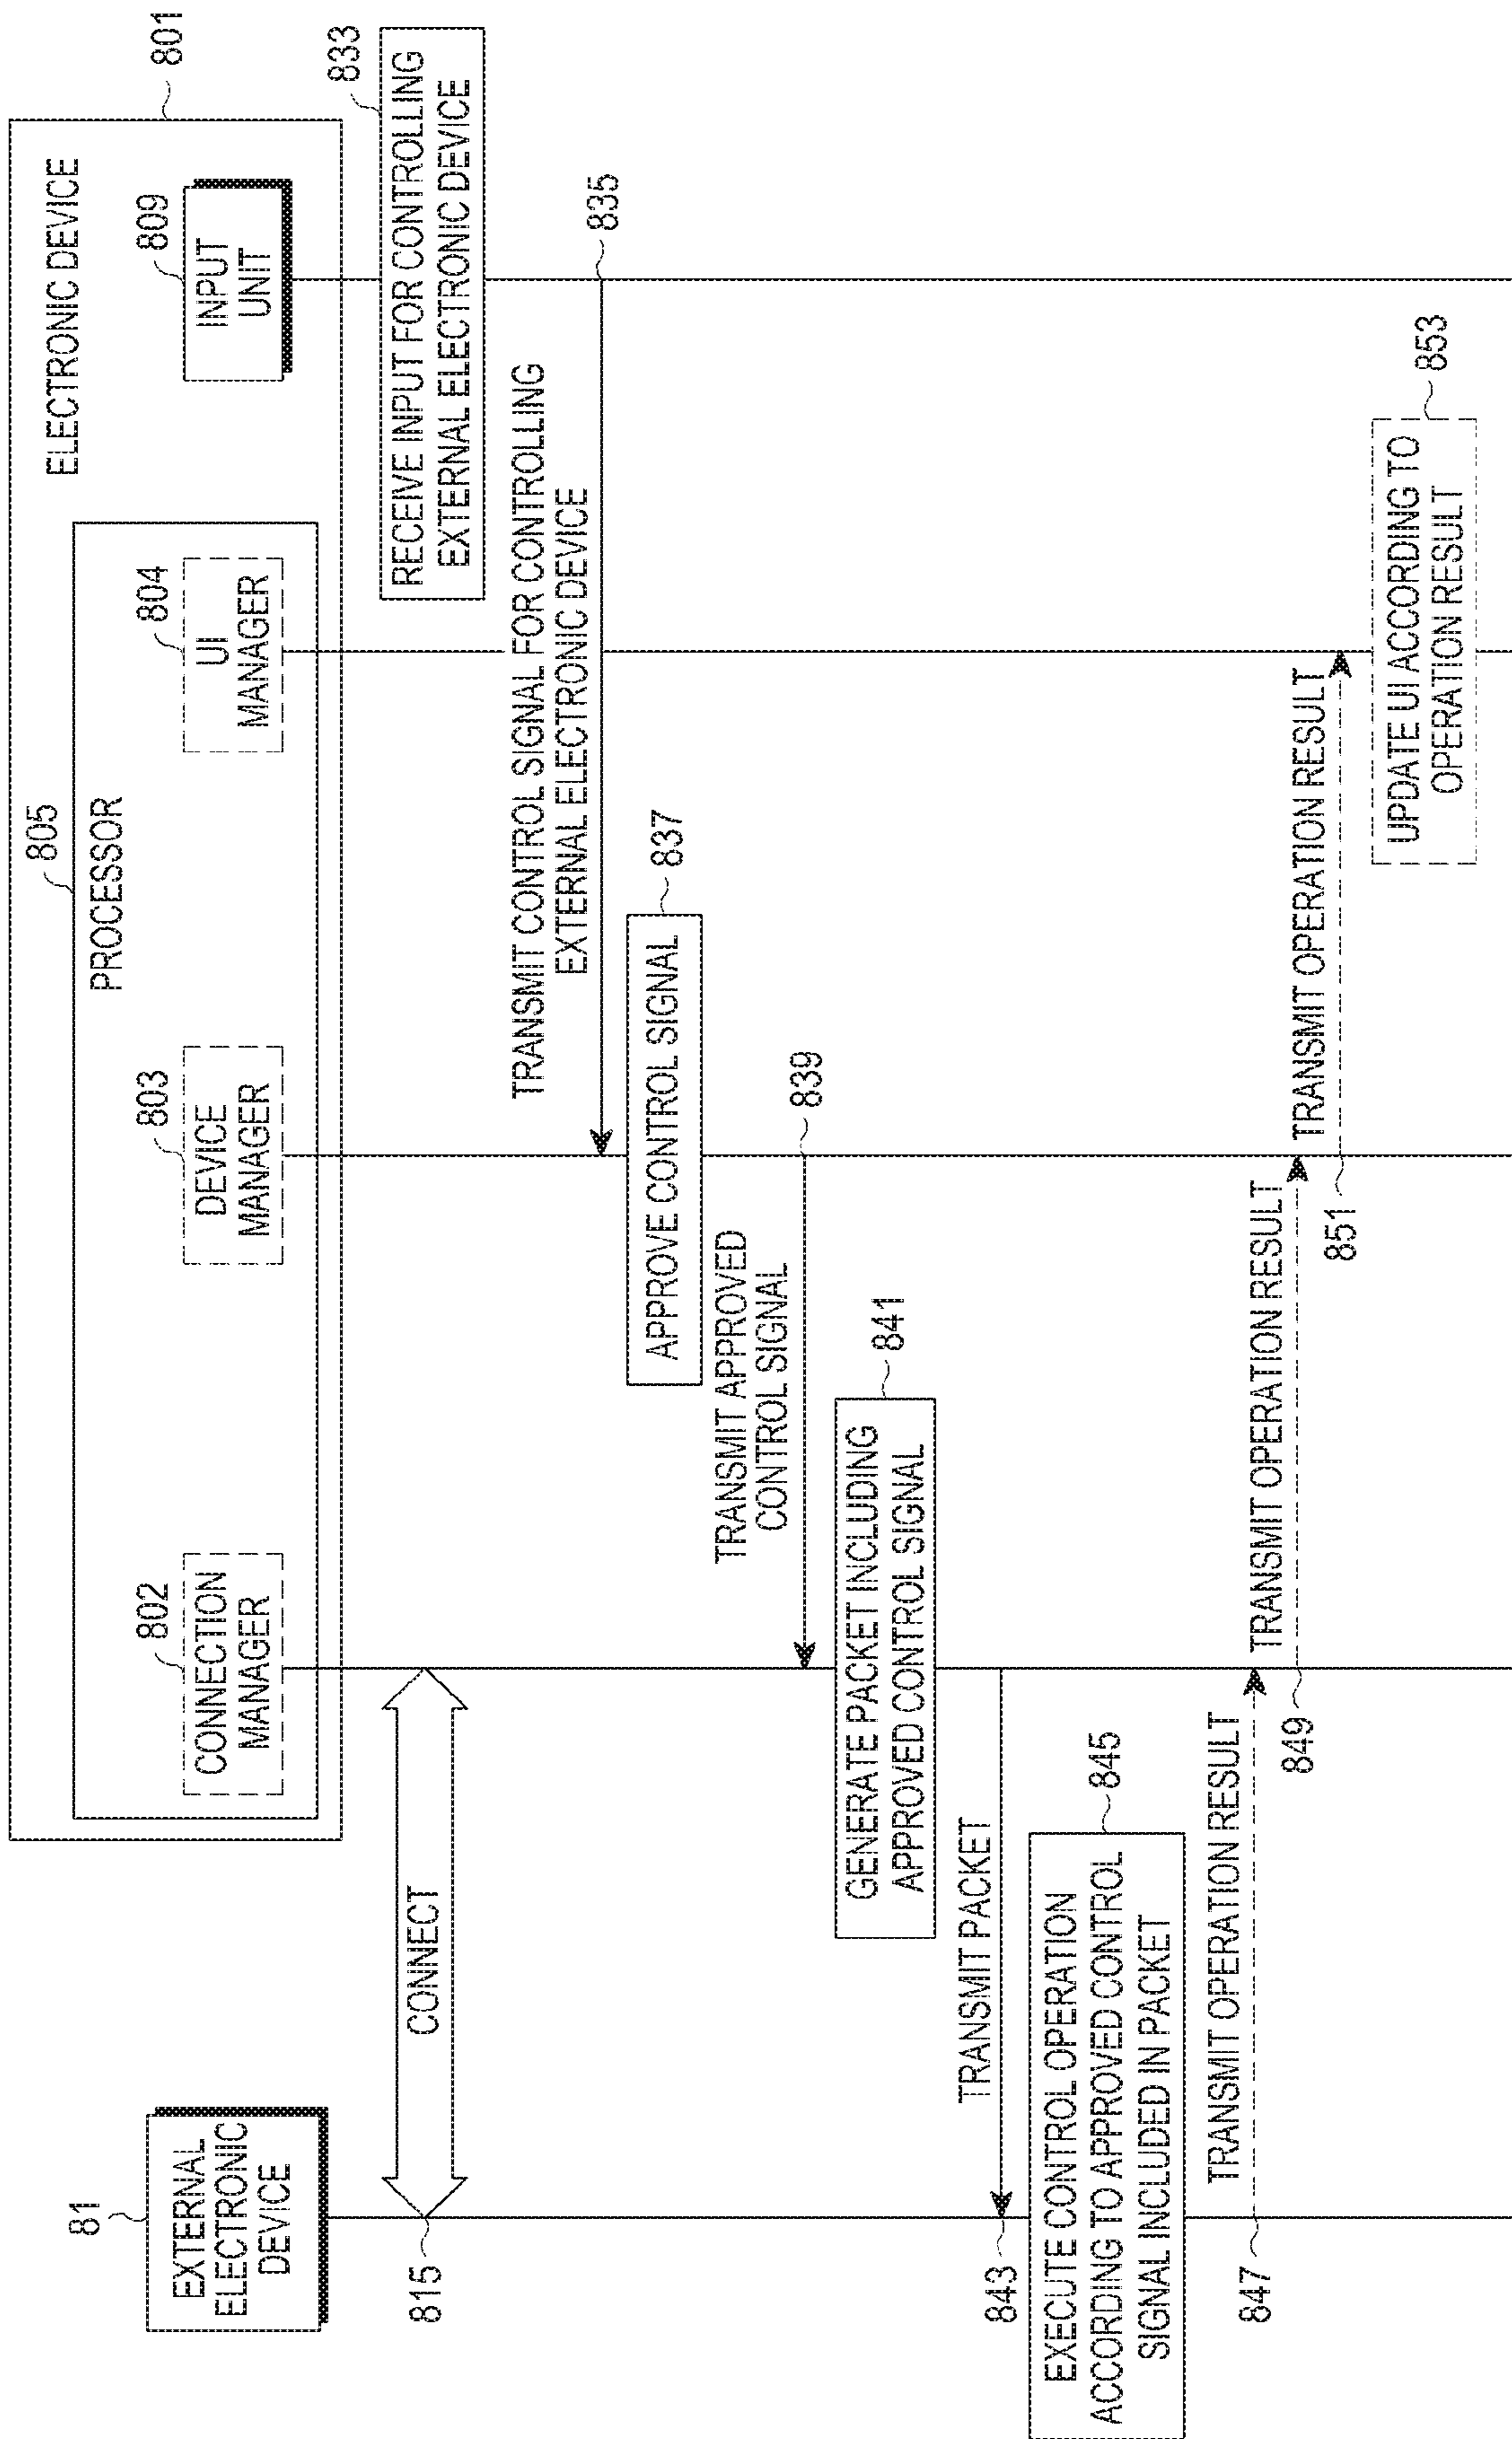 801
ELECTRONIC DEVICE
805
PROCESSOR
81
EXTERNAL
ELECTRONIC
DEVICE
802
CONNECTION
MANAGER
803
DEVICE
MANAGER
804
UI
MANAGER
809
INPUT
UNIT
815
CONNECT
833
RECEIVE INPUT FOR CONTROLLING
EXTERNAL ELECTRONIC DEVICE
TRANSMIT CONTROL SIGNAL FOR CONTROLLING
EXTERNAL ELECTRONIC DEVICE
835
APPROVE CONTROL SIGNAL
837
TRANSMIT APPROVED
CONTROL SIGNAL
839
GENERATE PACKET INCLUDING
APPROVED CONTROL SIGNAL
841
TRANSMIT PACKET
843
EXECUTE CONTROL OPERATION
ACCORDING TO APPROVED CONTROL
SIGNAL INCLUDED IN PACKET
845
TRANSMIT OPERATION RESULT
847
TRANSMIT OPERATION RESULT
849
TRANSMIT OPERATION RESULT
851
UPDATE UI ACCORDING TO
OPERATION RESULT
853